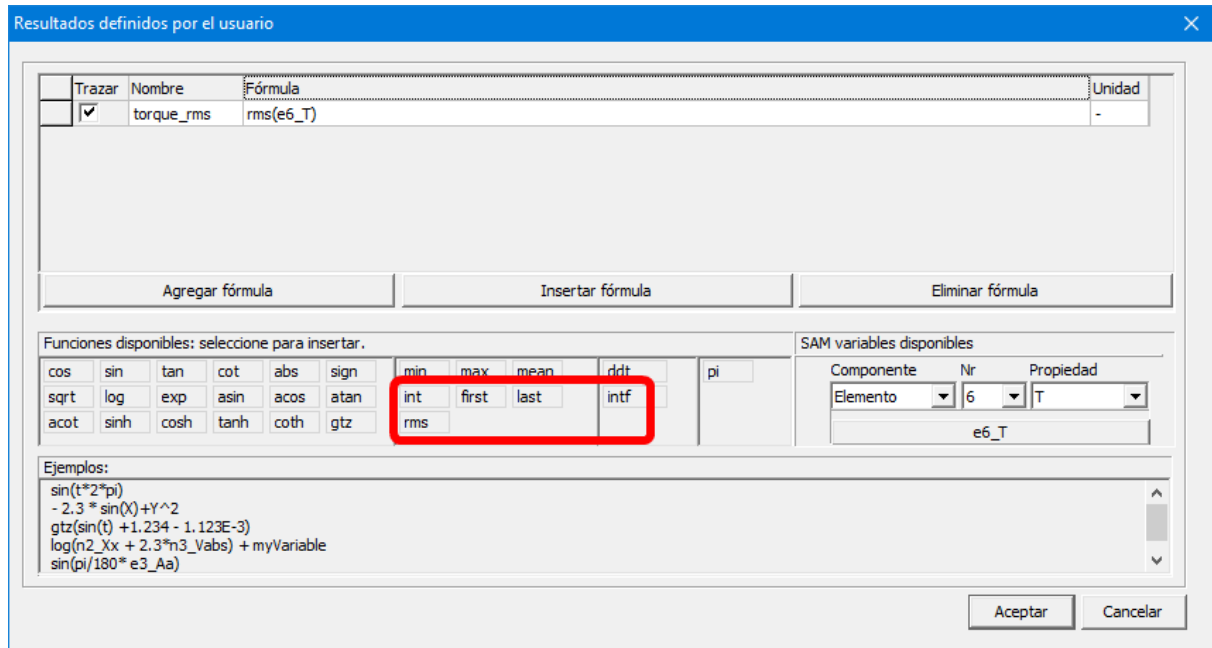 Resultados definidos por el usuario
Trazar Nombre Fórmula Unidad
torque_rms rms(e6_T) -
Agregar fórmula Insertar fórmula Eliminar fórmula
Funciones disponibles: seleccione para insertar. SAM variables disponibles
cos sin tan cot abs sign min max mean ddt pi Componente Nr Propiedad
sqrt log exp asin acos atan int first last intf Elemento 6 T
acot sinh cosh tanh coth gtz rms e6_T
Ejemplos:
sin(t*2*pi)
- 2.3 * sin(X)+Y^2
gtz(sin(t) +1.234 - 1.123E-3)
log(n2_Xx + 2.3*n3_Vabs) + myVariable
sin(pi/180* e3_Aa)
Aceptar Cancelar